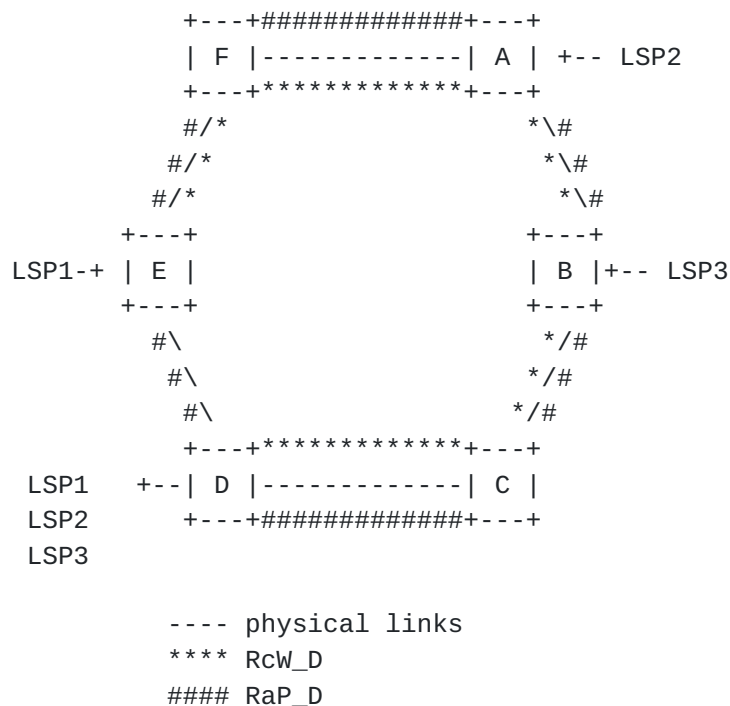 +---+#############+---+
| F |-------------| A | +-- LSP2
+---+*************+---+
#/* *\#
#/* *\#
#/* *\#
+---+ +---+
LSP1-+ | E | | B |+-- LSP3
+---+ +---+
#\ */#
#\ */#
#\ */#
+---+*************+---+
LSP1 +--| D |-------------| C |
LSP2 +---+#############+---+
LSP3
---- physical links
**** RcW_D
#### RaP_D